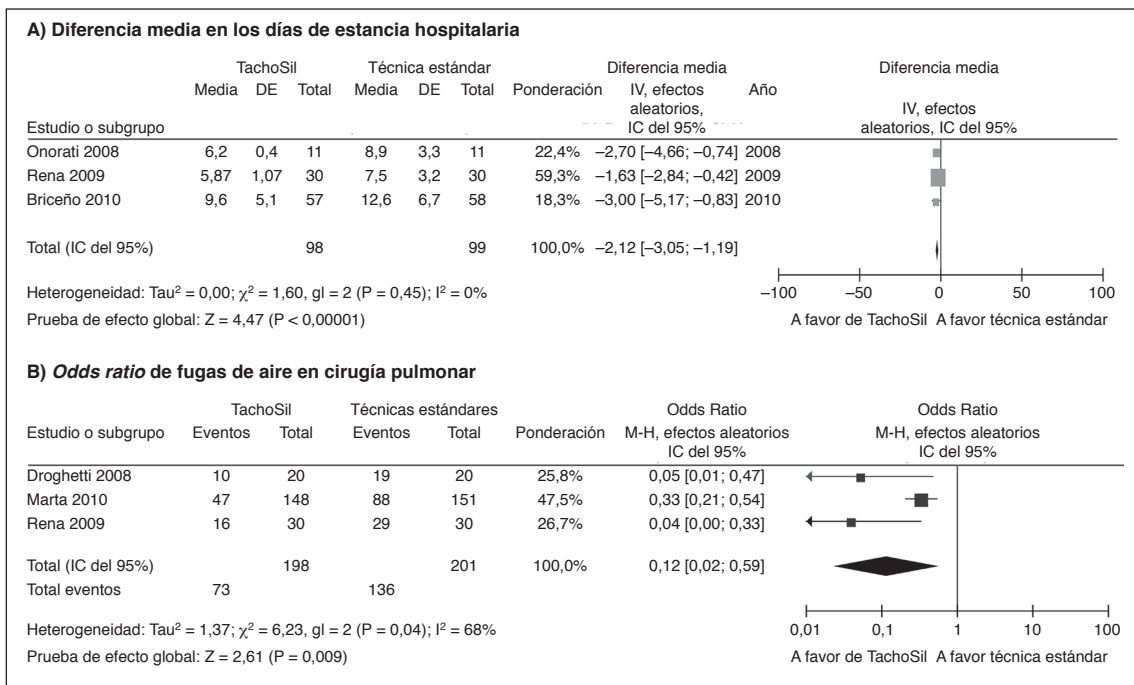 A) Diferencia media en los días de estancia hospitalaria
TachoSil Técnica estándar Diferencia media Diferencia media
Media DE Total Media DE Total Ponderación IV, efectos aleatorios, IC del 95% Año IV, efectos aleatorios, IC del 95%
Estudio o subgrupo
Onorati 2008 6,2 0,4 11 8,9 3,3 11 22,4% –2,70 [–4,66; –0,74] 2008
Rena 2009 5,87 1,07 30 7,5 3,2 30 59,3% –1,63 [–2,84; –0,42] 2009
Briceño 2010 9,6 5,1 57 12,6 6,7 58 18,3% –3,00 [–5,17; –0,83] 2010
Total (IC del 95%) 98 99 100,0% –2,12 [–3,05; –1,19]
Heterogeneidad: Tau² = 0,00; χ² = 1,60, gl = 2 (P = 0,45); I² = 0%
–100 –50 0 50 100
Prueba de efecto global: Z = 4,47 (P < 0,00001)
A favor de TachoSil A favor técnica estándar
B) Odds ratio de fugas de aire en cirugía pulmonar
TachoSil Técnicas estándares Odds Ratio Odds Ratio
Estudio o subgrupo Eventos Total Eventos Total Ponderación M-H, efectos aleatorios M-H, efectos aleatorios
IC del 95% IC del 95%
Droghetti 2008 10 20 19 20 25,8% 0,05 [0,01; 0,47]
Marta 2010 47 148 88 151 47,5% 0,33 [0,21; 0,54]
Rena 2009 16 30 29 30 26,7% 0,04 [0,00; 0,33]
Total (IC del 95%) 198 201 100,0% 0,12 [0,02; 0,59]
Total eventos 73 136
Heterogeneidad: Tau² = 1,37; χ² = 6,23, gl = 2 (P = 0,04); I² = 68%
0,01 0,1 1 10 100
Prueba de efecto global: Z = 2,61 (P = 0,009)
A favor de TachoSil A favor técnica estándar